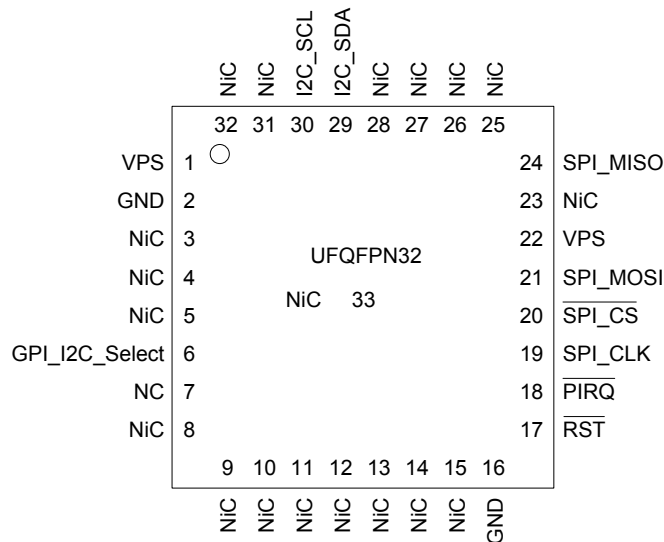 NiC NiC I2C_SCL I2C_SDA NiC NiC NiC NiC
32 31 30 29 28 27 26 25
VPS 1 24 SPI_MISO
GND 2 23 NiC
NiC 3 22 VPS
UFQFPN32
NiC 4 21 SPI_MOSI
NiC 33
NiC 5 20 SPI_CS
GPI_I2C_Select 6 19 SPI_CLK
NC 7 18 PIRQ
NiC 8 17 RST
9 10 11 12 13 14 15 16
NiC NiC NiC NiC NiC NiC NiC GND